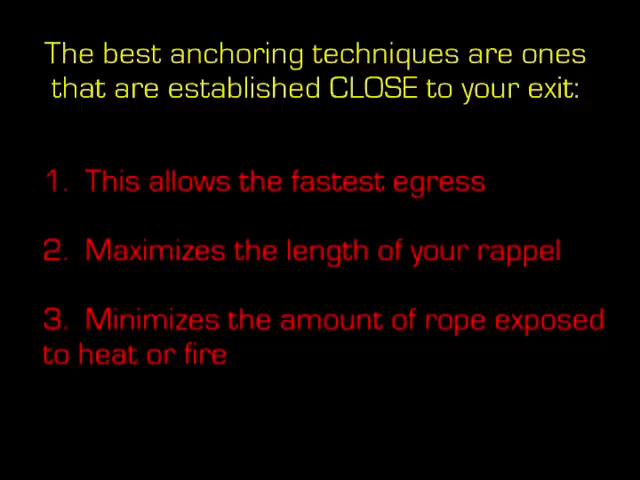 The best anchoring techniques are ones
that are established CLOSE to your exit:
1. This allows the fastest egress
2. Maximizes the length of your rappel
3. Minimizes the amount of rope exposed
to heat or fire